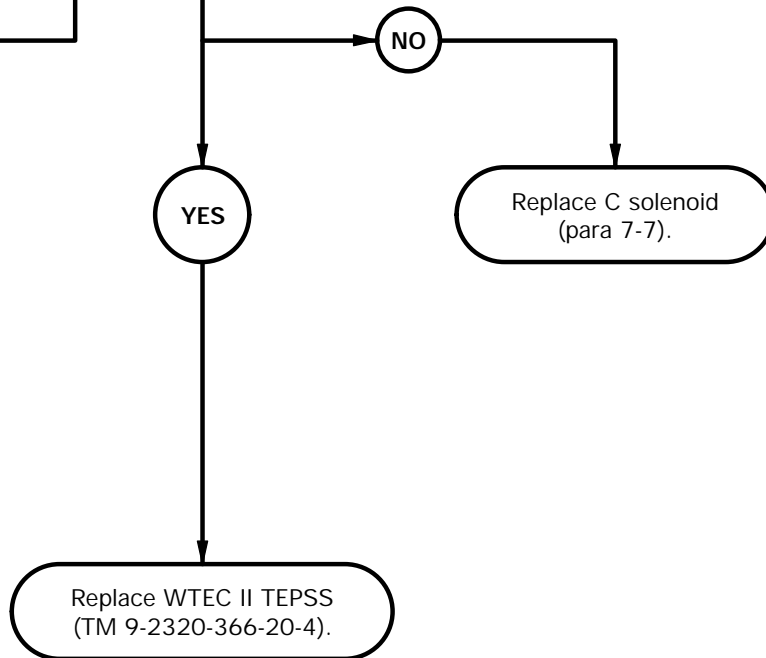 NO
YES
Replace C solenoid
(para 7-7).
Replace WTEC II TEPSS
(TM 9-2320-366-20-4).